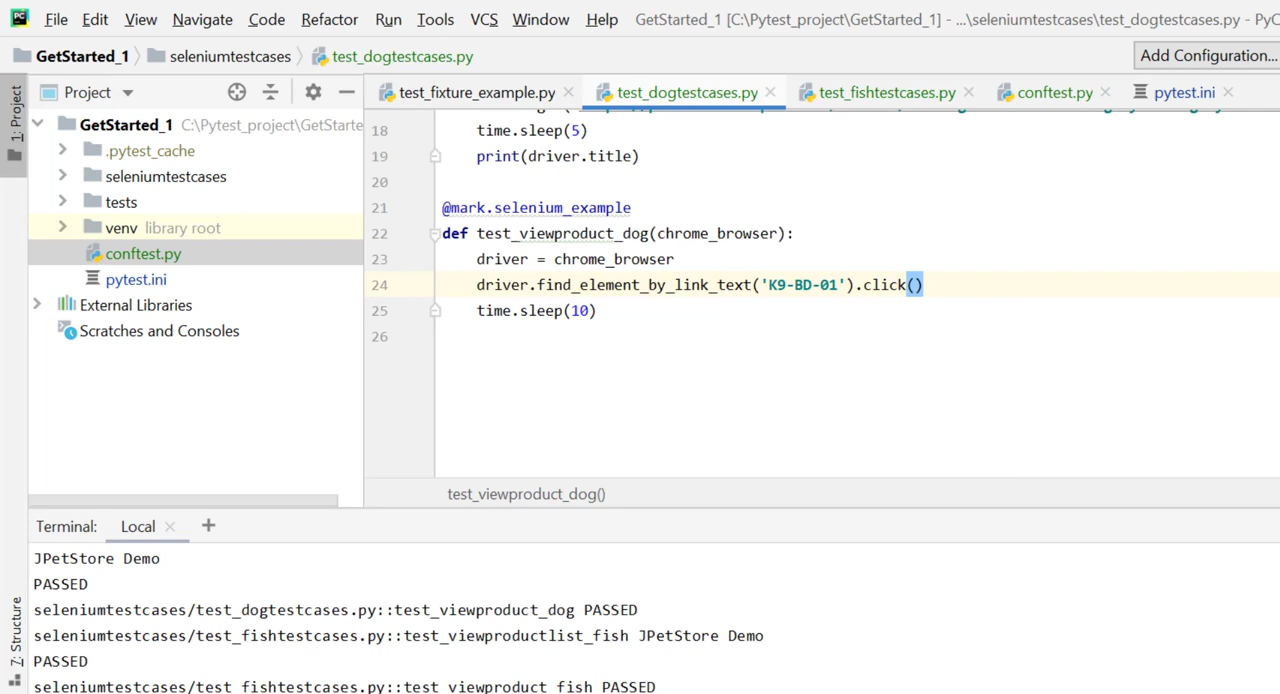 PC File Edit View Navigate Code Refactor Run Tools VCS Window Help GetStarted_1 [C:\Pytest_project\GetStarted_1] - ...\seleniumtestcases\test_dogtestcases.py - PyC
GetStarted_1 seleniumtestcases test_dogtestcases.py Add Configuration...
1: Project
Project
test_fixture_example.py test_dogtestcases.py test_fishtestcases.py conftest.py pytest.ini
GetStarted_1 C:\Pytest_project\GetStarte
.pytest_cache
seleniumtestcases
tests
venv library root
conftest.py
pytest.ini
External Libraries
Scratches and Consoles
18 time.sleep(5)
19 print(driver.title)
20
21 @mark.selenium_example
22 def test_viewproduct_dog(chrome_browser):
23 driver = chrome_browser
24 driver.find_element_by_link_text('K9-BD-01').click()
25 time.sleep(10)
26
test_viewproduct_dog()
Terminal: Local +
7: Structure
JPetStore Demo
PASSED
seleniumtestcases/test_dogtestcases.py::test_viewproduct_dog PASSED
seleniumtestcases/test_fishtestcases.py::test_viewproductlist_fish JPetStore Demo
PASSED
seleniumtestcases/test_fishtestcases.py::test_viewproduct_fish PASSED